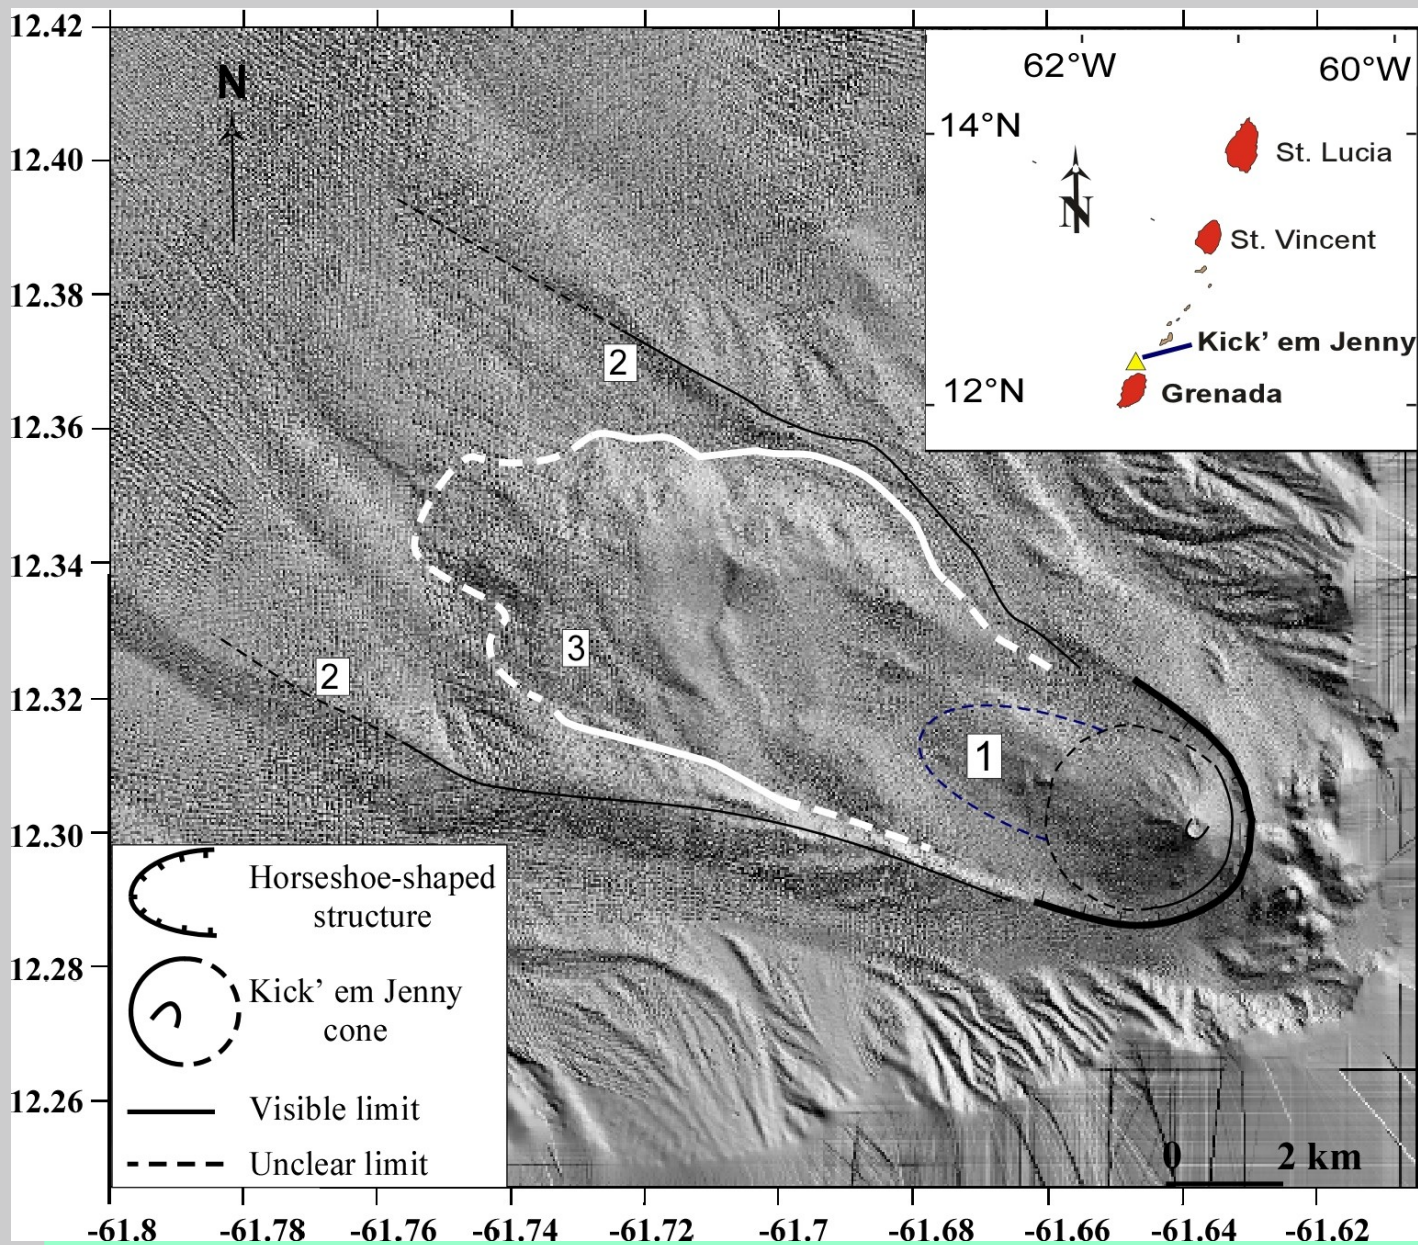 12.42
12.40
12.38
12.36
12.34
12.32
12.30
12.28
12.26
N
62°W
60°W
14°N
St. Lucia
N
St. Vincent
Kick’ em Jenny
12°N
Grenada
2
2
3
1
Horseshoe-shaped
structure
Kick’ em Jenny
cone
Visible limit
Unclear limit
0 2 km
-61.8 -61.78 -61.76 -61.74 -61.72 -61.7 -61.68 -61.66 -61.64 -61.62